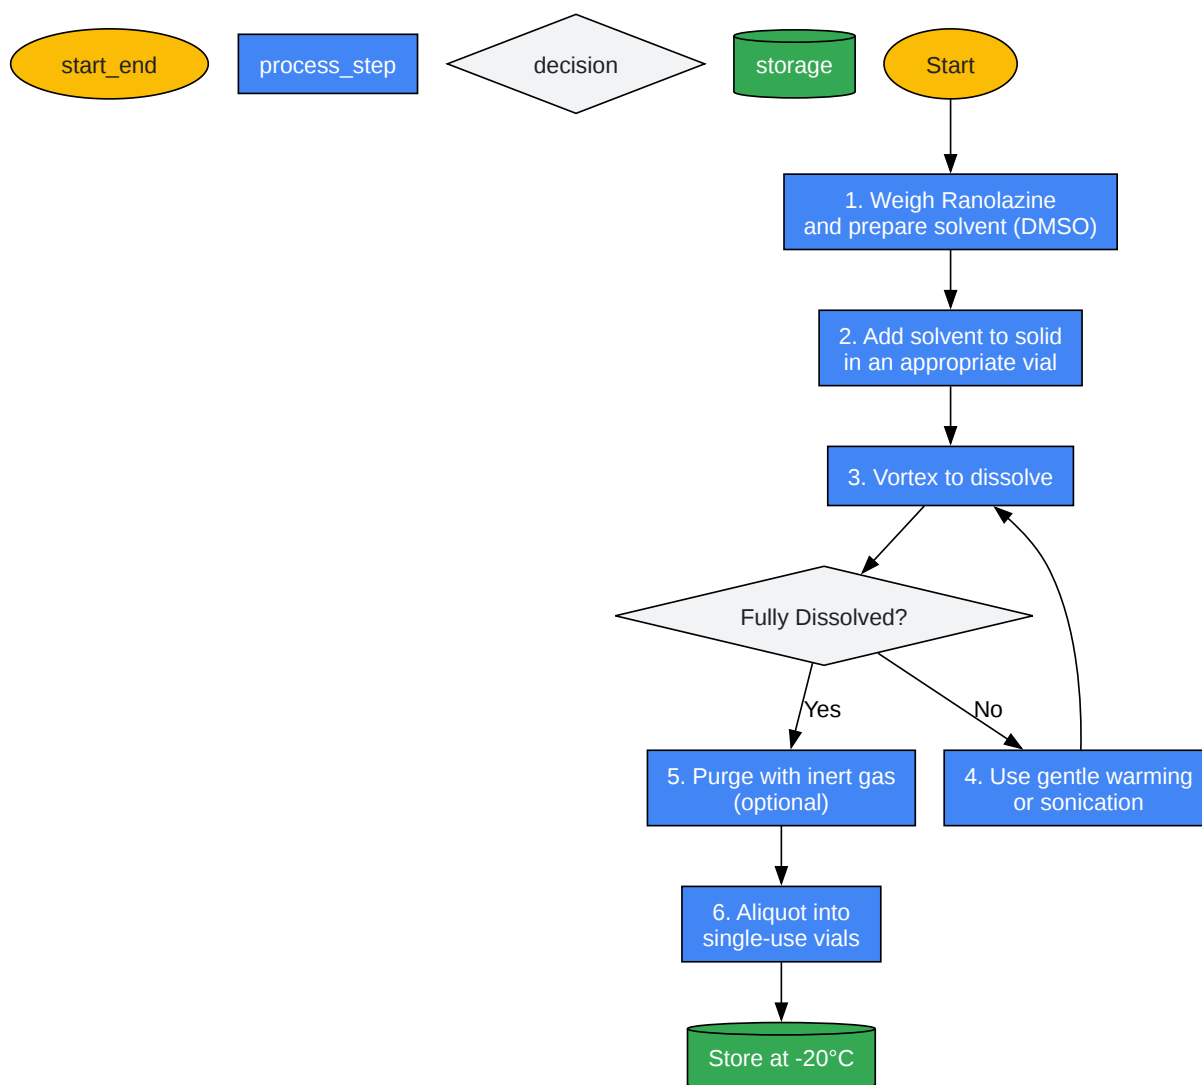 start_end
process_step
decision
storage
Start
1. Weigh Ranolazine
and prepare solvent (DMSO)
2. Add solvent to solid
in an appropriate vial
3. Vortex to dissolve
Fully Dissolved?
Yes
No
5. Purge with inert gas
(optional)
4. Use gentle warming
or sonication
6. Aliquot into
single-use vials
Store at -20°C